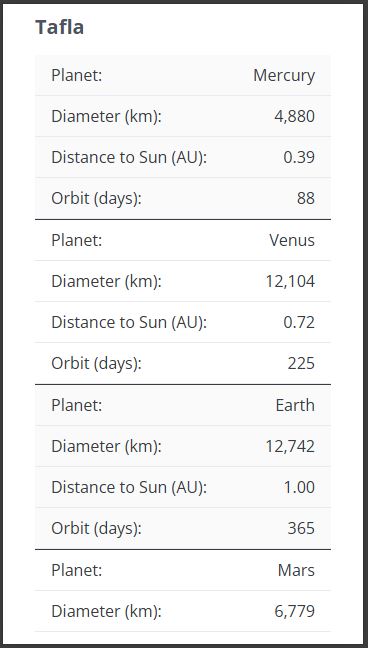 Tafla
Planet: Mercury
Diameter (km): 4,880
Distance to Sun (AU): 0.39
Orbit (days): 88
Planet: Venus
Diameter (km): 12,104
Distance to Sun (AU): 0.72
Orbit (days): 225
Planet: Earth
Diameter (km): 12,742
Distance to Sun (AU): 1.00
Orbit (days): 365
Planet: Mars
Diameter (km): 6,779